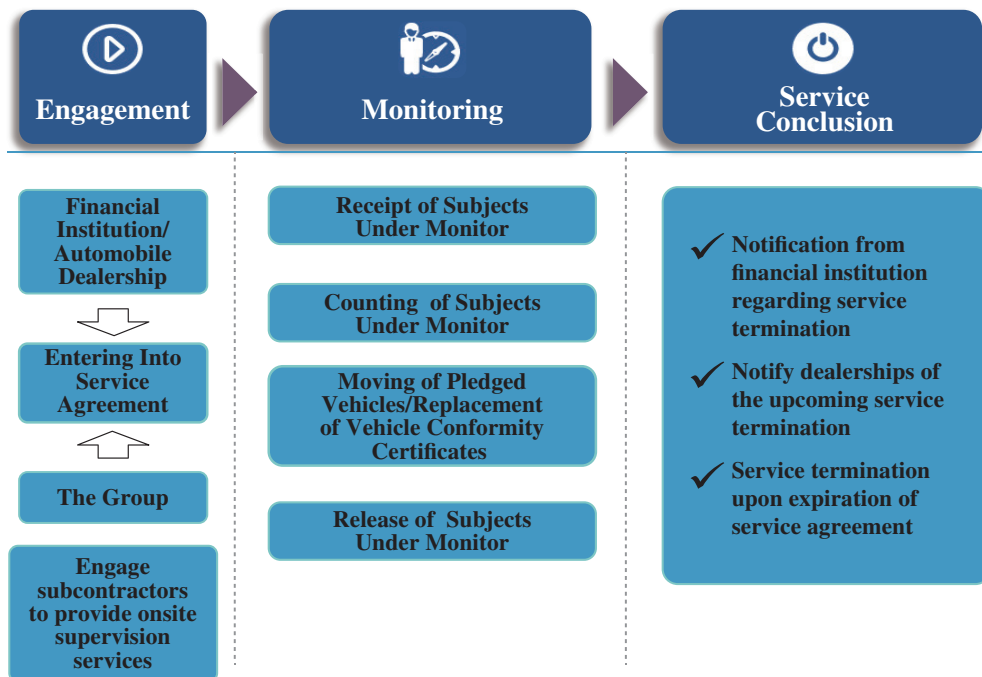 Engagement
Monitoring
Service
Conclusion
Financial
Institution/
Automobile
Dealership
Entering Into
Service
Agreement
The Group
Engage
subcontractors
to provide onsite
supervision
services
Receipt of Subjects
Under Monitor
Counting of Subjects
Under Monitor
Moving of Pledged
Vehicles/Replacement
of Vehicle Conformity
Certificates
Release of Subjects
Under Monitor
Notification from
financial institution
regarding service
termination
Notify dealerships of
the upcoming service
termination
Service termination
upon expiration of
service agreement